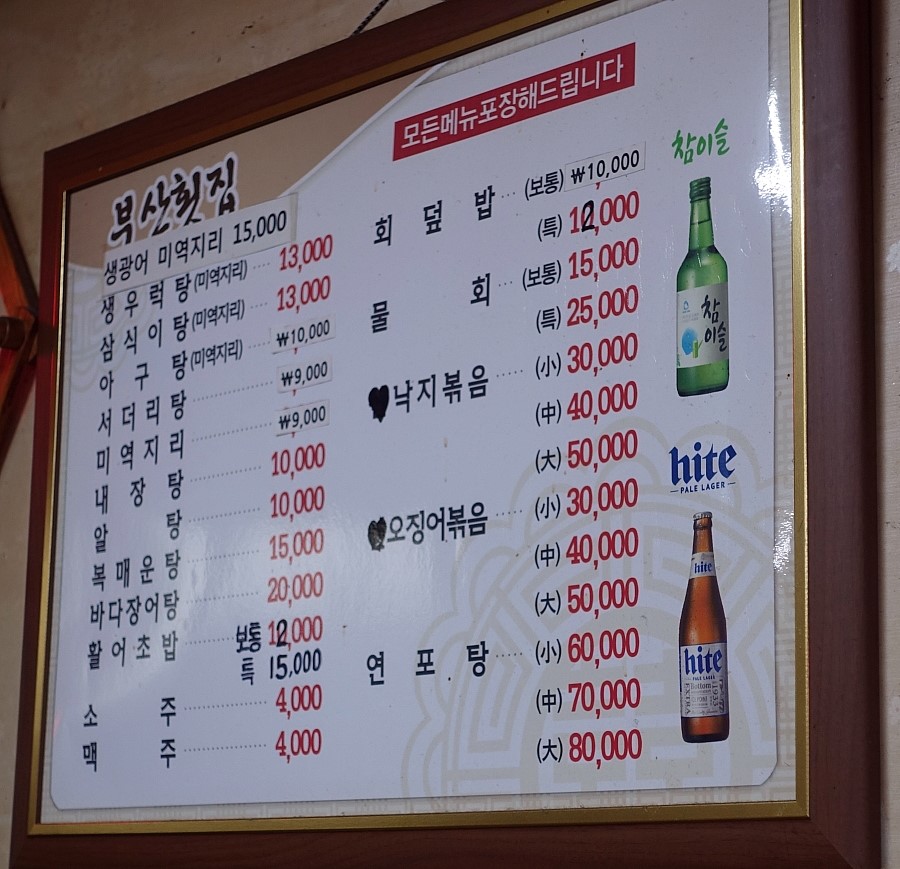 모든메뉴포장해드립니다
부산횟집
생광어 미역지리 15,000
생우럭탕(미역지리) 13,000
삼식이탕(미역지리) 13,000
아구탕(미역지리) ₩10,000
서더리탕 ₩9,000
미역지리 ₩9,000
내장탕 10,000
알탕 10,000
복매운탕 15,000
바다장어탕 20,000
활어초밥 보통 12,000
특 15,000
소주 4,000
맥주 4,000
회덮밥 (보통) ₩10,000
(특) 12,000
물회 (보통) 15,000
(특) 25,000
낙지볶음 (小) 30,000
(中) 40,000
(大) 50,000
오징어볶음 (小) 30,000
(中) 40,000
(大) 50,000
연포탕 (小) 60,000
(中) 70,000
(大) 80,000
참이슬
참이슬
hite
PALE LAGER
hite
hite
PALE LAGER